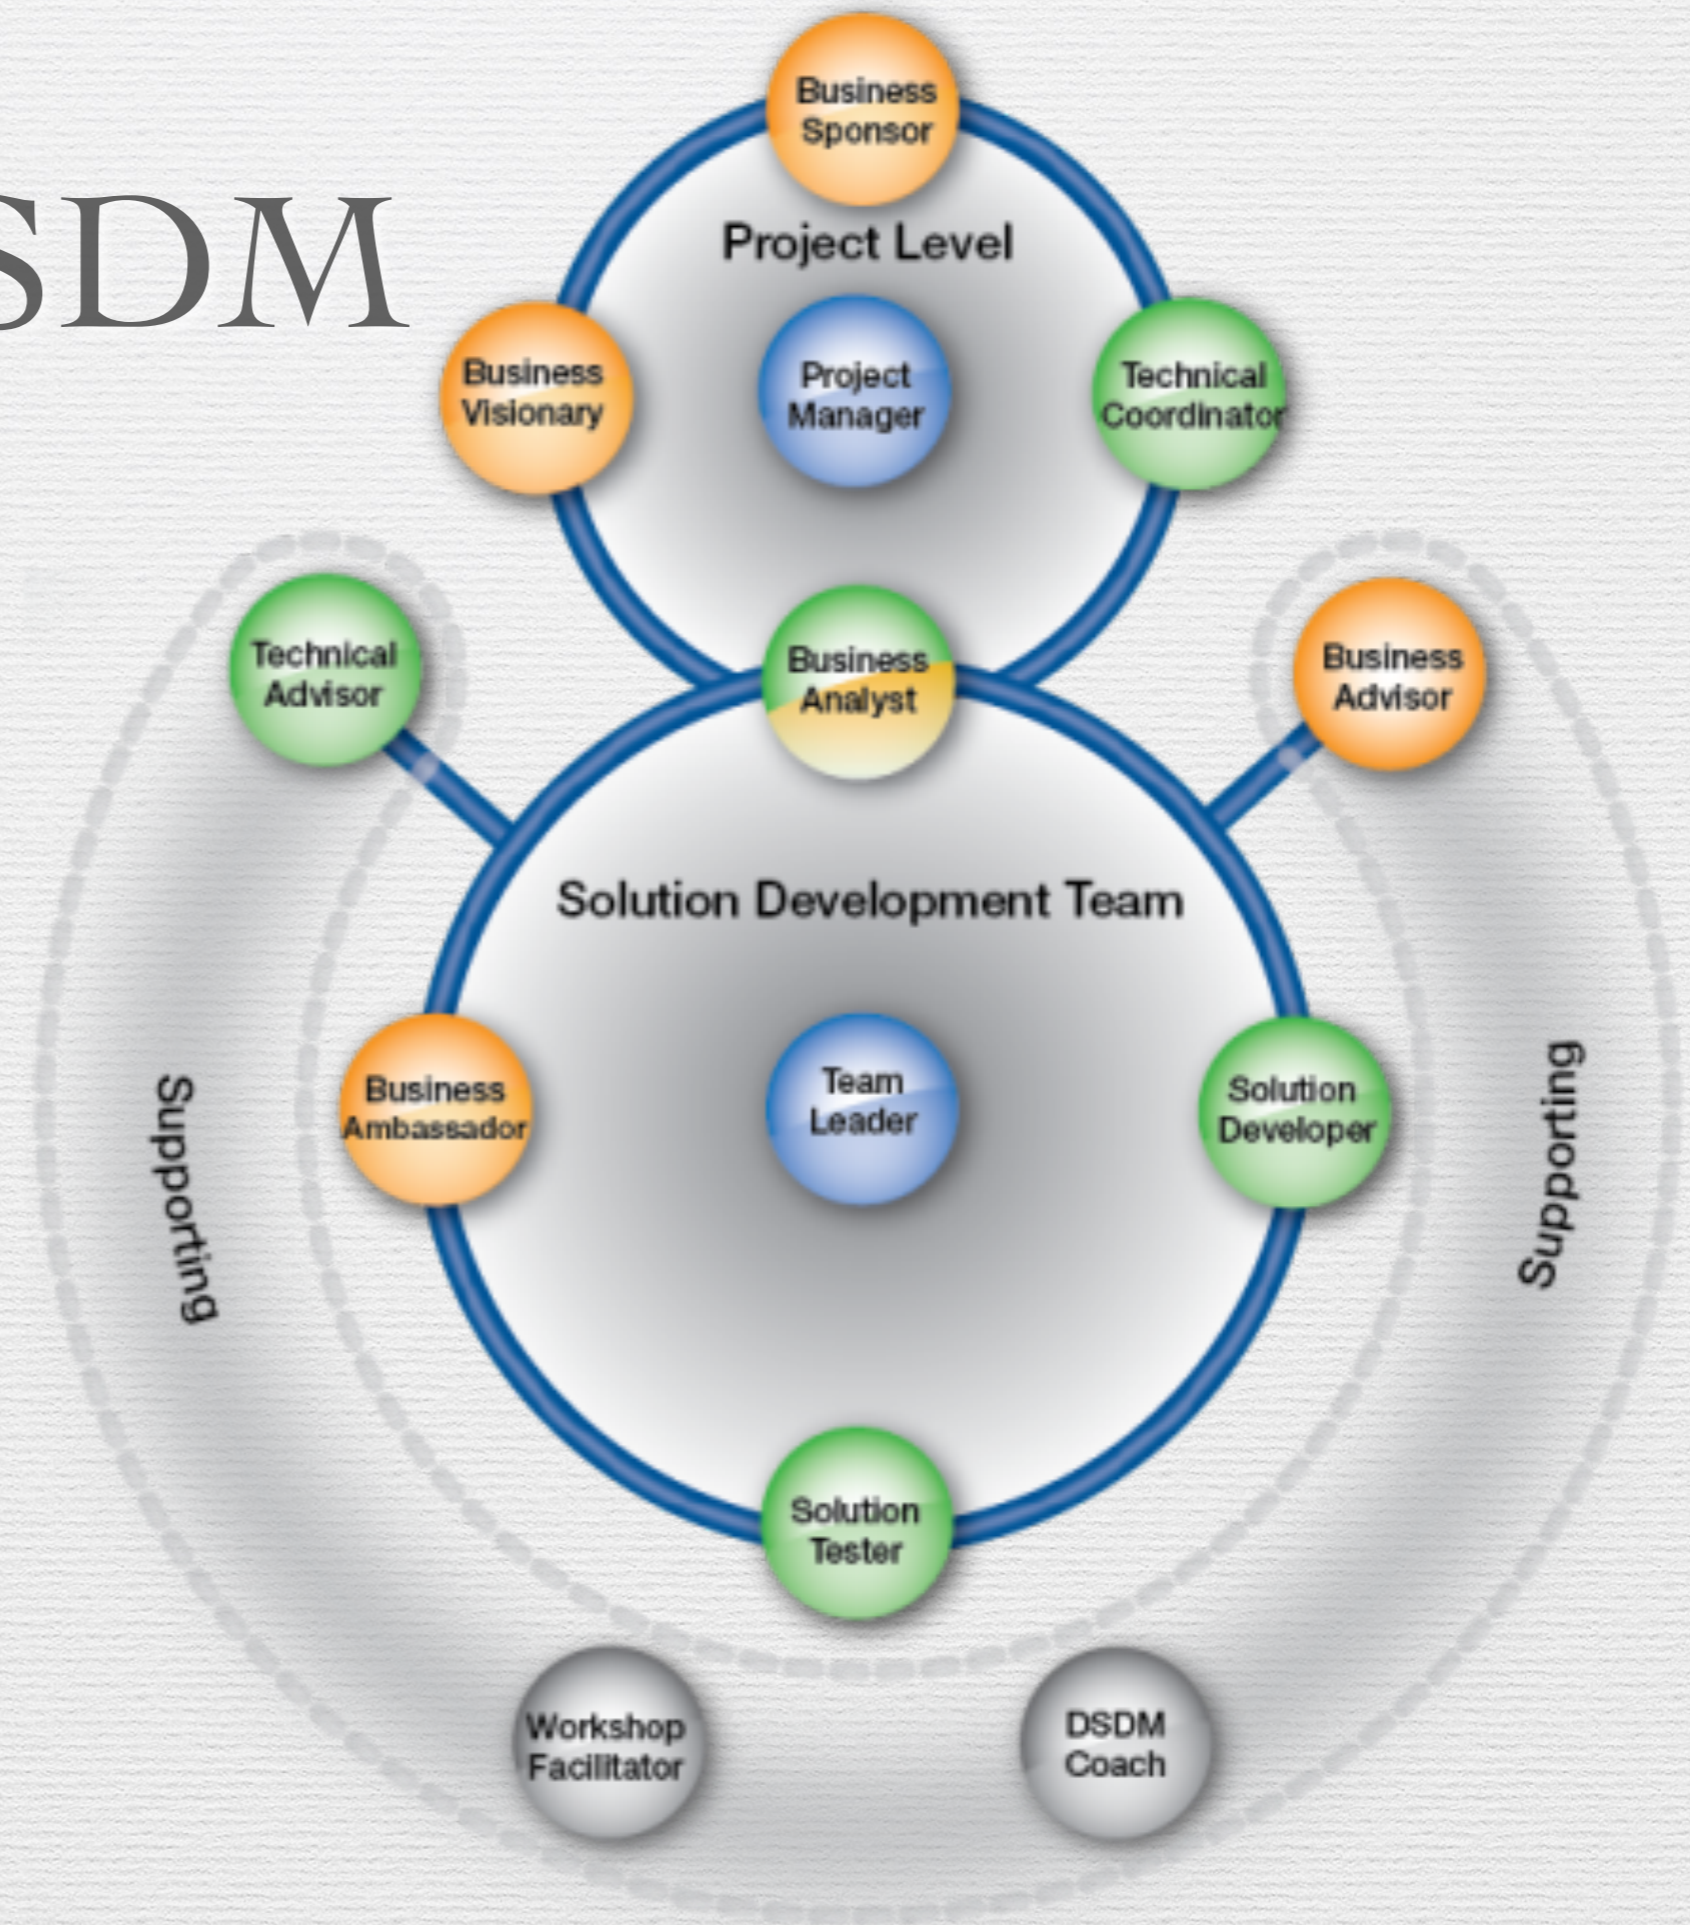 SDM
Business
Sponsor
Project Level
Business
Visionary
Project
Manager
Technical
Coordinator
Technical
Advisor
Business
Analyst
Business
Advisor
Solution Development Team
Business
Ambassador
Team
Leader
Solution
Developer
Supporting
Supporting
Solution
Tester
Workshop
Facilitator
DSDM
Coach